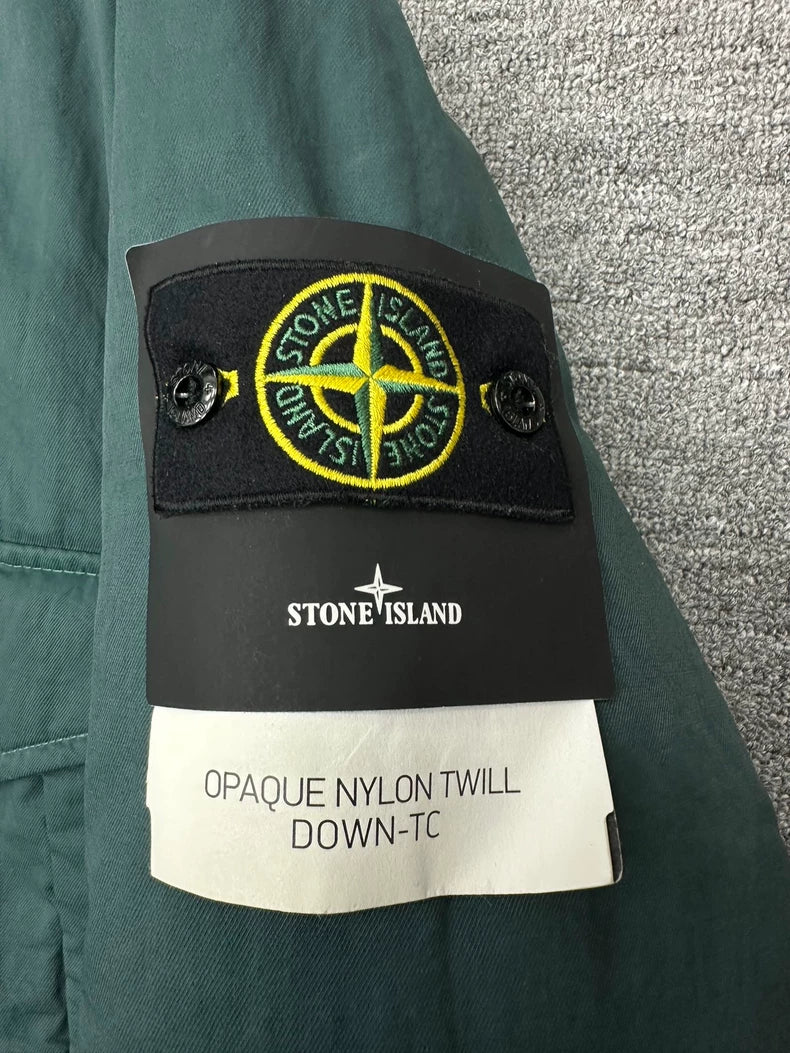 STONE ISLAND
STONE ISLAND
STONE ISLAND
OPAQUE NYLON TWILL
DOWN-TC